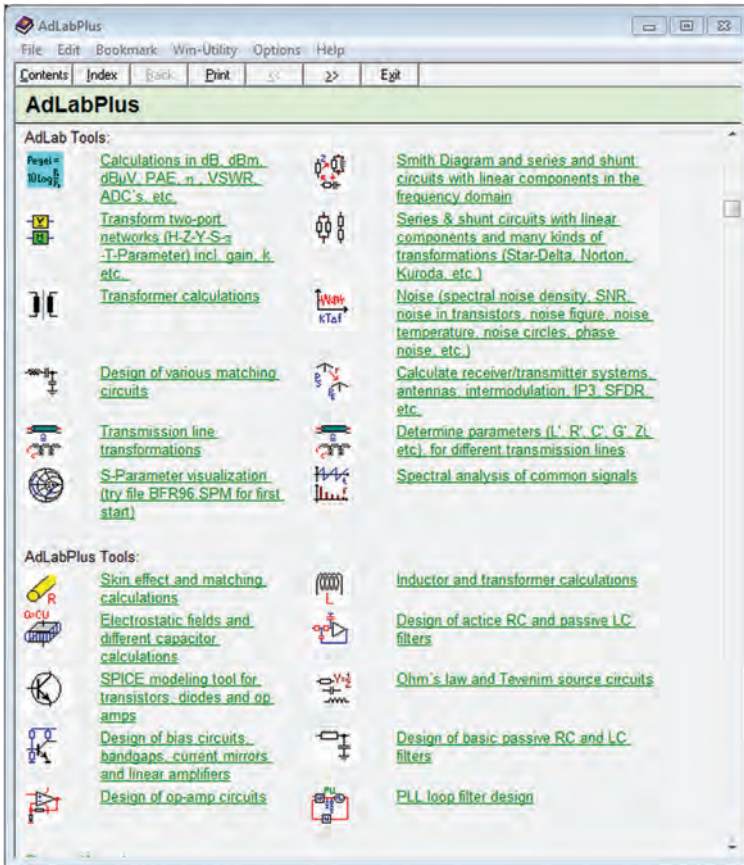 AdLabPlus
File Edit Bookmark Win-Utility Options Help
Contents Index Back Print << >> Exit
AdLabPlus
AdLab Tools:
Calculations in dB, dBm,
dBµV, PAE, π , VSWR,
ADC's, etc.
Smith Diagram and series and shunt
circuits with linear components in the
frequency domain
Transform two-port
networks (H-Z-Y-S-π
-T-Parameter) incl. gain, k
etc.
Series & shunt circuits with linear
components and many kinds of
transformations (Star-Delta, Norton,
Kuroda, etc.)
Transformer calculations
KTΔf
Noise (spectral noise density, SNR,
noise in transistors, noise figure, noise
temperature, noise circles, phase
noise, etc.)
Design of various matching
circuits
Calculate receiver/transmitter systems,
antennas, intermodulation, IP3, SFDR,
etc.
Transmission line
transformations
Determine parameters (L', R', C', G', ZL
etc), for different transmission lines
S-Parameter visualization
(try file BFR96.SPM for first
start)
Spectral analysis of common signals
AdLabPlus Tools:
R
Skin effect and matching
calculations
L
Inductor and transformer calculations
Q=CU
Electrostatic fields and
different capacitor
calculations
Design of actice RC and passive LC
filters
SPICE modeling tool for
transistors, diodes and op
amps
Ohm's law and Tevenim source circuits
Design of bias circuits,
bandgaps, current mirrors
and linear amplifiers
Design of basic passive RC and LC
filters
Design of op-amp circuits
PLL
PLL loop filter design